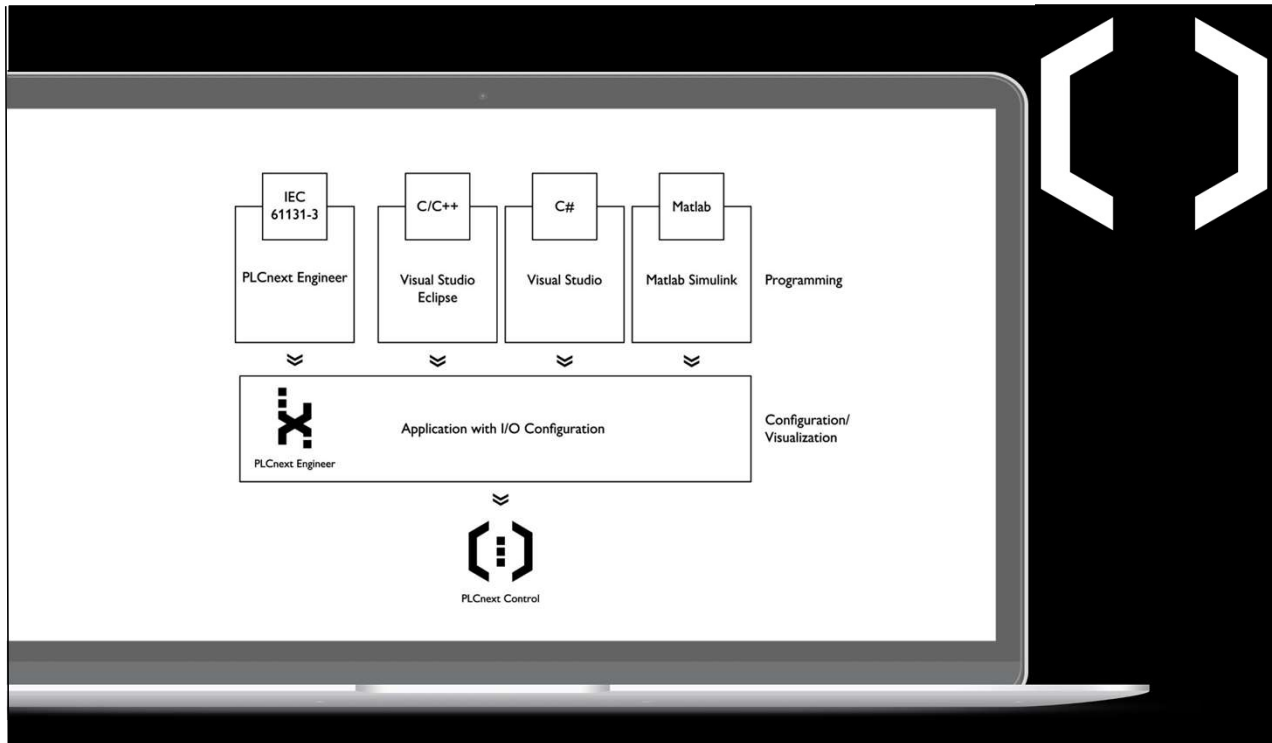 IEC
61131-3
C/C++
C#
Matlab
PLCnext Engineer
Visual Studio
Eclipse
Visual Studio
Matlab Simulink
Programming
Application with I/O Configuration
Configuration/
Visualization
PLCnext Engineer
PLCnext Control